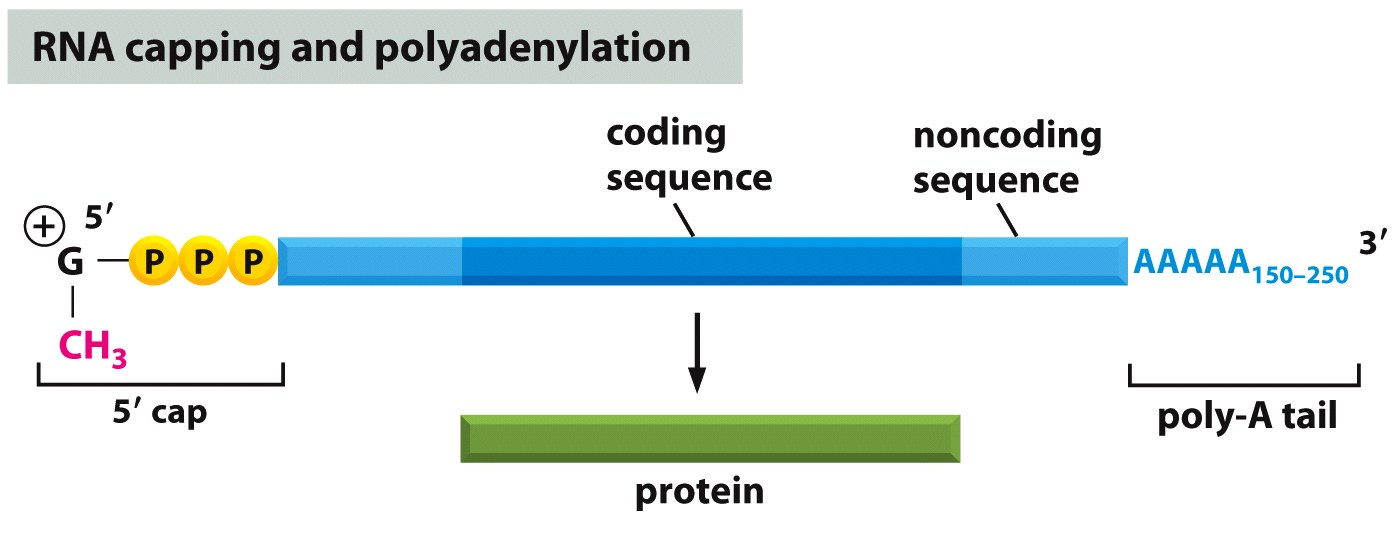 RNA capping and polyadenylation
coding
sequence
noncoding
sequence
+
5′
G
P P P
AAAAA150–250
3′
CH3
5′ cap
poly-A tail
protein